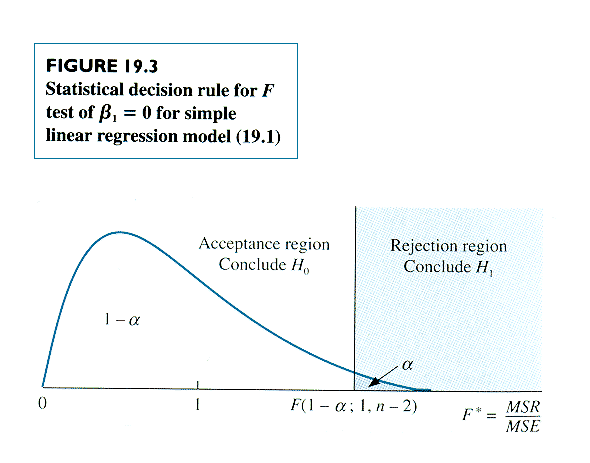 FIGURE 19.3
Statistical decision rule for F
test of β₁ = 0 for simple
linear regression model (19.1)
Acceptance region
Conclude H₀
Rejection region
Conclude H₁
1 – α
α
0
1
F(1 – α; 1, n – 2)
F* = MSR
MSE